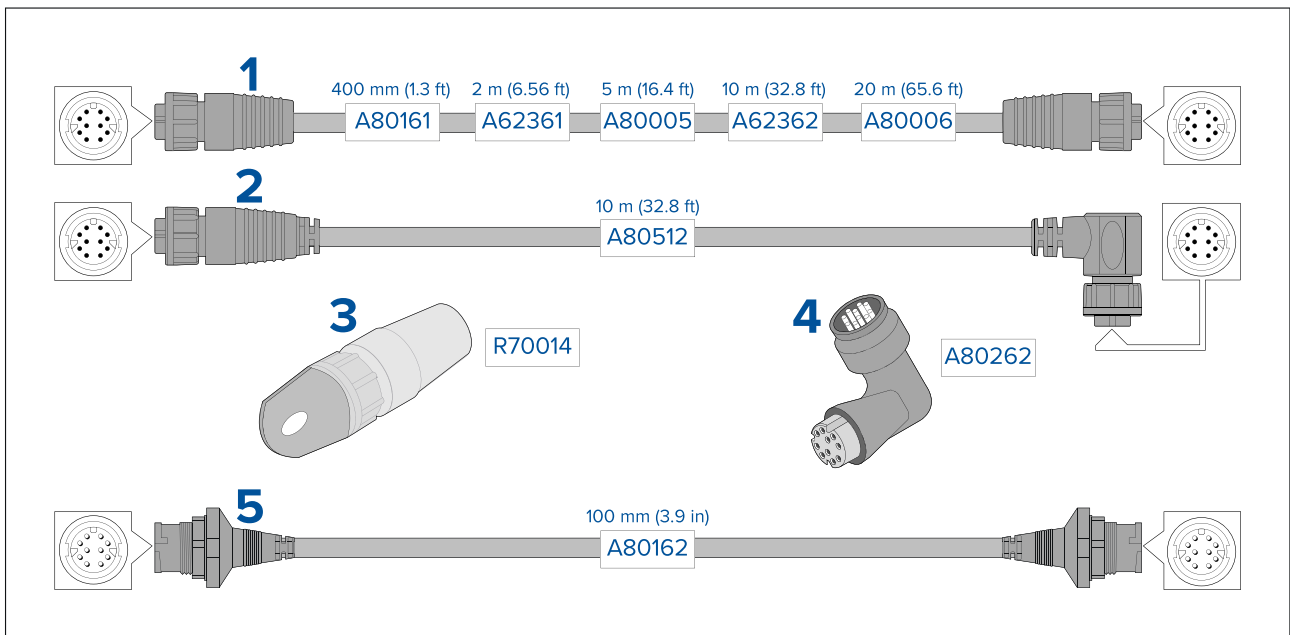 1
400 mm (1.3 ft) 2 m (6.56 ft) 5 m (16.4 ft) 10 m (32.8 ft) 20 m (65.6 ft)
A80161 A62361 A80005 A62362 A80006
2
10 m (32.8 ft)
A80512
3
R70014
4
A80262
5
100 mm (3.9 in)
A80162